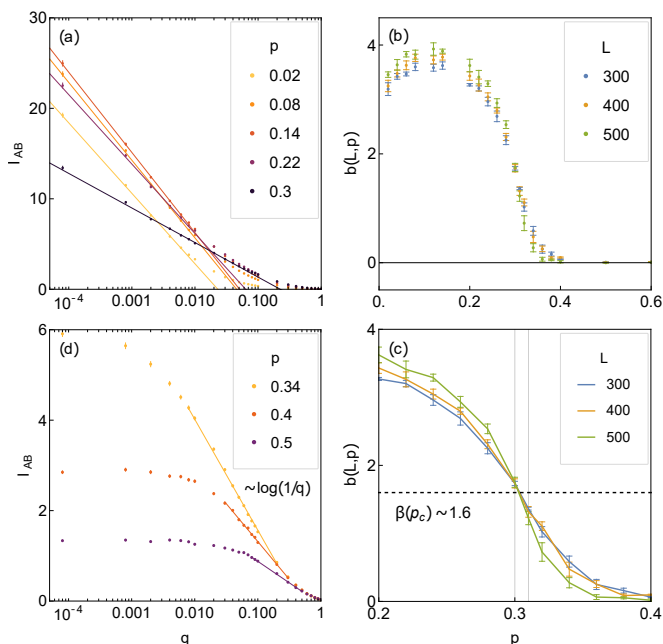 (a)
p
0.02
0.08
0.14
0.22
0.3
I_AB
30
20
10
0
10⁻⁴
0.001
0.010
0.100
1
q
(b)
L
300
400
500
b(L,p)
4
2
0
0.
0.2
0.4
0.6
(d)
p
0.34
0.4
0.5
~log(1/q)
I_AB
6
4
2
0
10⁻⁴
0.001
0.010
0.100
1
q
(c)
L
300
400
500
β(p_c) ~ 1.6
b(L,p)
4
2
0
0.2
0.3
0.4
p